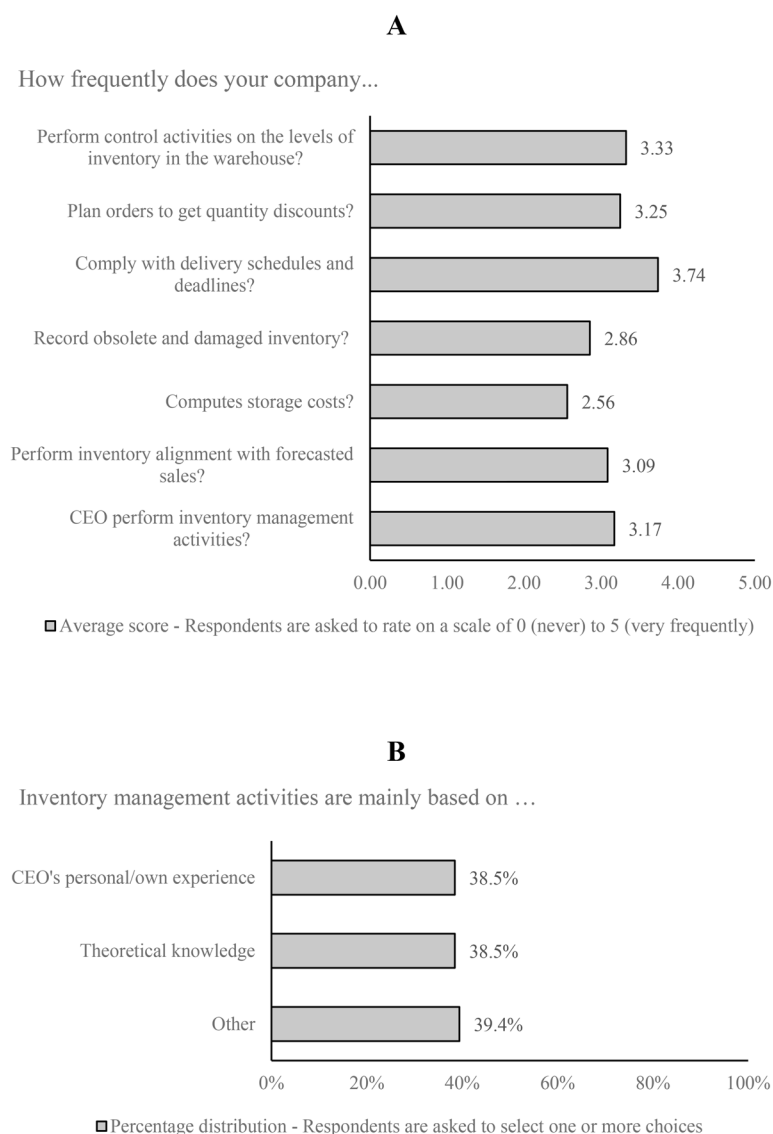 A
How frequently does your company...
Perform control activities on the levels of
inventory in the warehouse?
3.33
Plan orders to get quantity discounts?
3.25
Comply with delivery schedules and
deadlines?
3.74
Record obsolete and damaged inventory?
2.86
Computes storage costs?
2.56
Perform inventory alignment with forecasted
sales?
3.09
CEO perform inventory management
activities?
3.17
0.00 1.00 2.00 3.00 4.00 5.00
Average score - Respondents are asked to rate on a scale of 0 (never) to 5 (very frequently)
B
Inventory management activities are mainly based on …
CEO's personal/own experience
38.5%
Theoretical knowledge
38.5%
Other
39.4%
0% 20% 40% 60% 80% 100%
Percentage distribution - Respondents are asked to select one or more choices